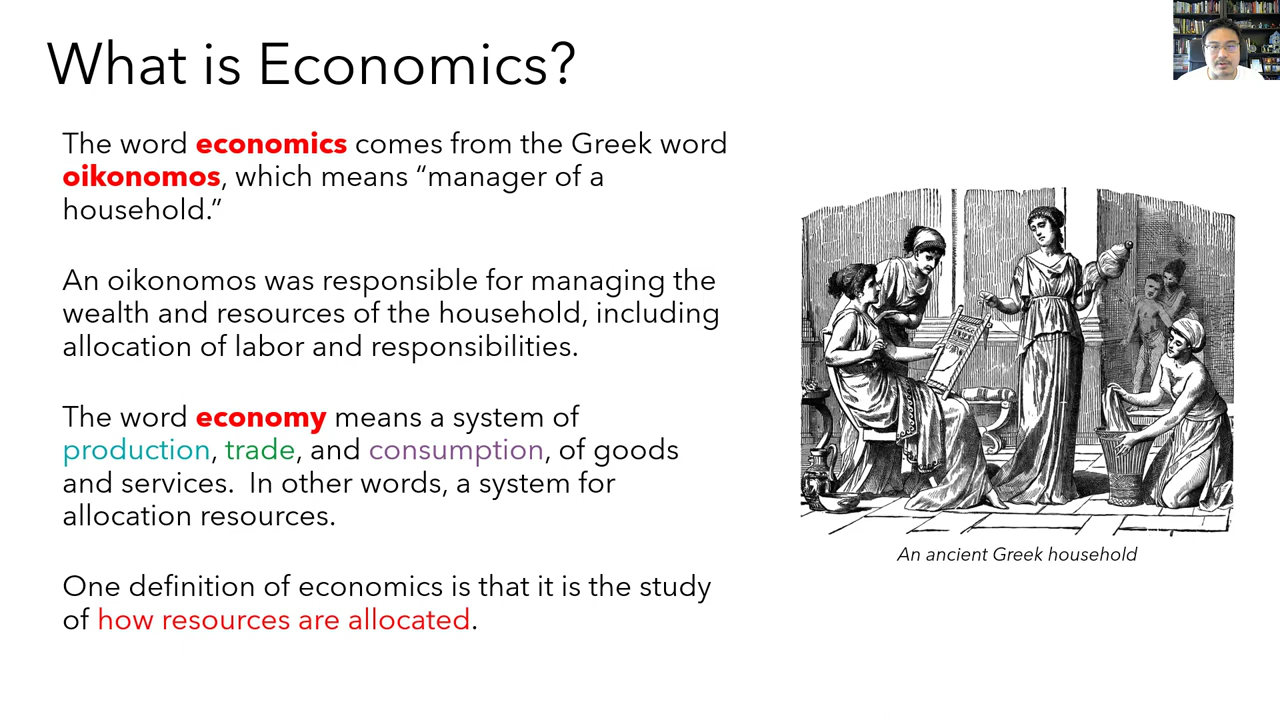 What is Economics?
The word economics comes from the Greek word
oikonomos, which means “manager of a
household.”
An oikonomos was responsible for managing the
wealth and resources of the household, including
allocation of labor and responsibilities.
The word economy means a system of
production, trade, and consumption, of goods
and services.  In other words, a system for
allocation resources.
One definition of economics is that it is the study
of how resources are allocated.
An ancient Greek household